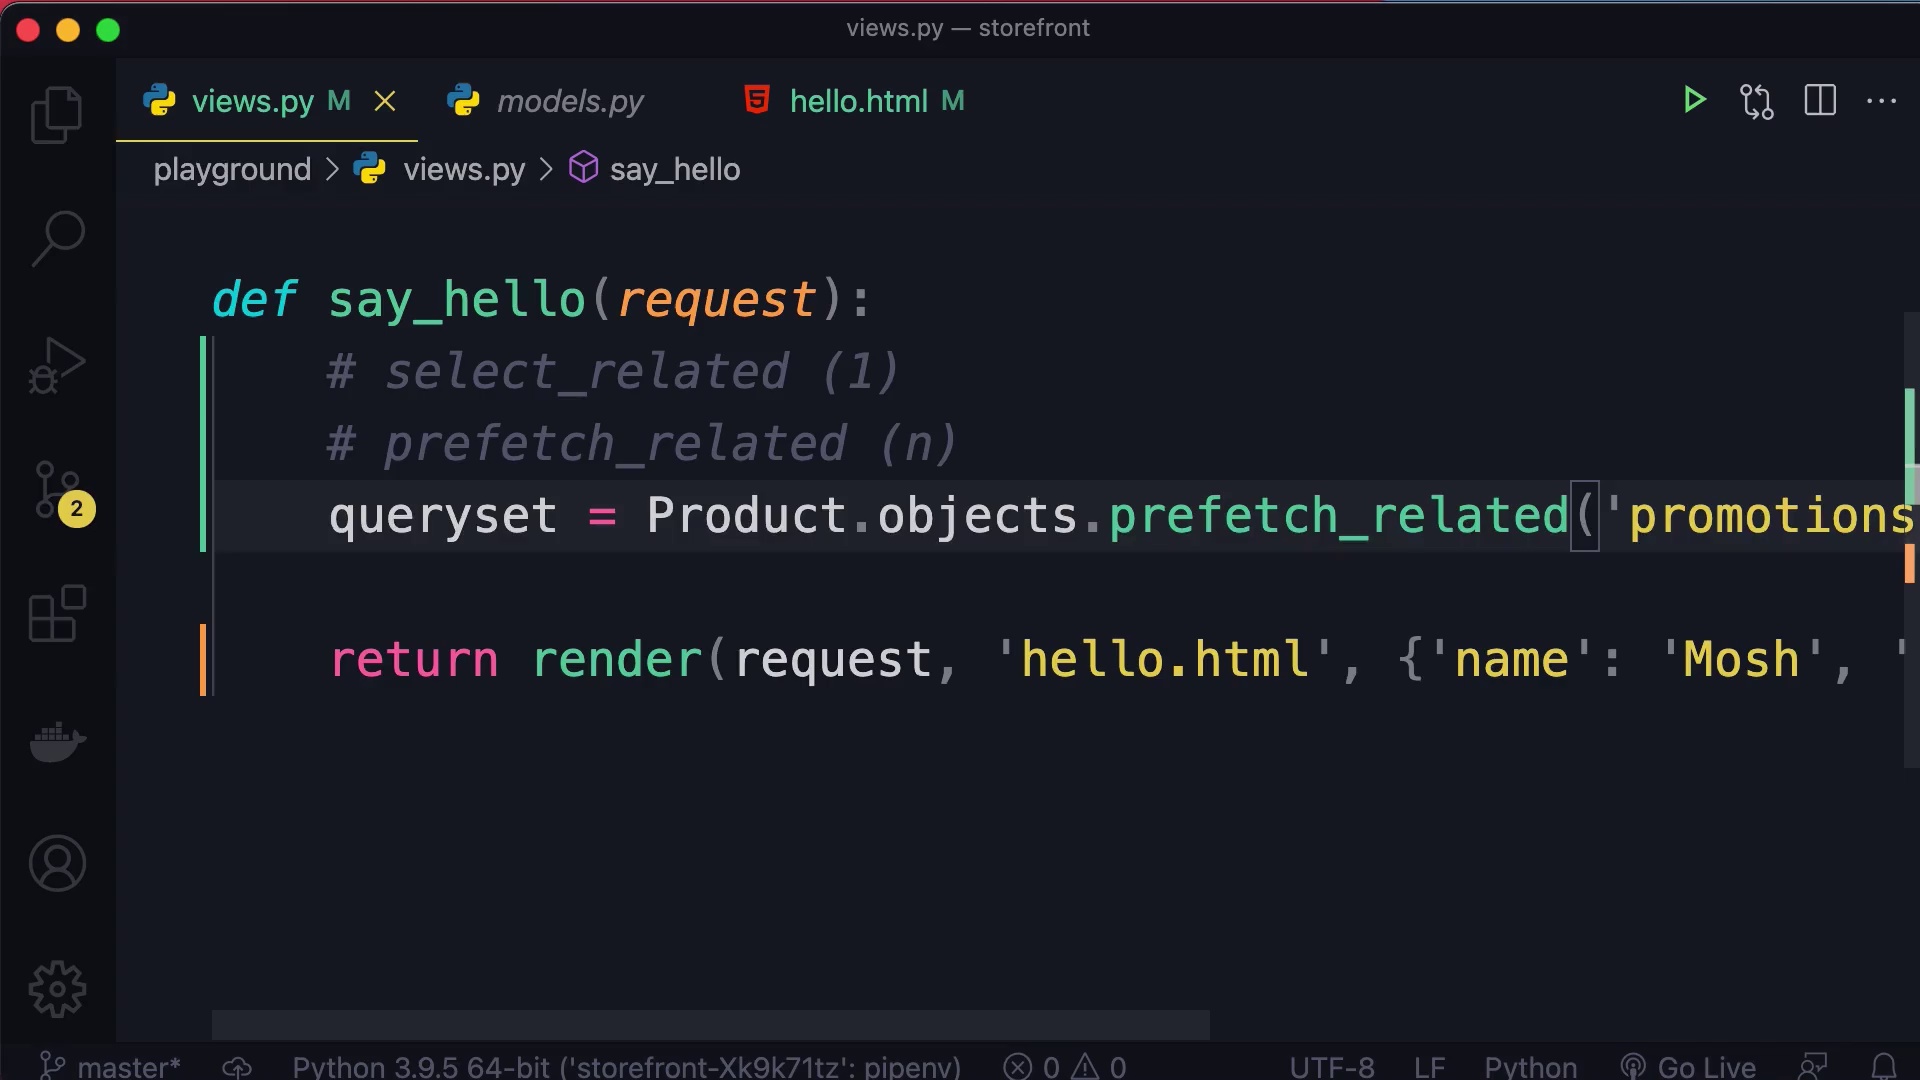 views.py — storefront
views.py M
models.py
hello.html M
playground > views.py > say_hello
def say_hello(request):
# select_related (1)
# prefetch_related (n)
queryset = Product.objects.prefetch_related('promotions
return render(request, 'hello.html', {'name': 'Mosh', '
2
master*
Python 3.9.5 64-bit ('storefront-Xk9k71tz': pipenv)
0
0
UTF-8
LF
Python
Go Live